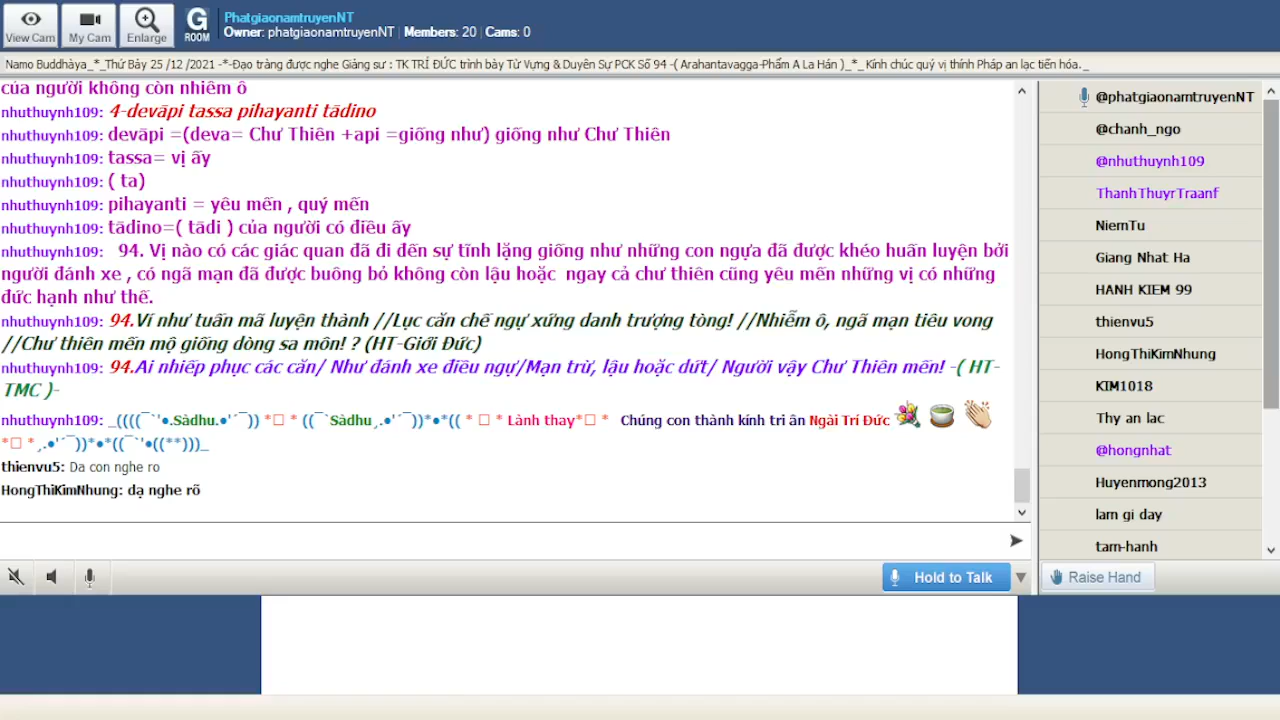 View Cam
My Cam
Enlarge
G
ROOM
PhatgiaonamtruyenNT
Owner: phatgiaonamtruyenNT | Members: 20 | Cams: 0
Namo Buddhàya_*_Thứ Bảy 25 /12 /2021 -*-Đạo tràng được nghe Giảng sư : TK TRÍ ĐỨC trình bày Từ Vựng & Duyên Sự PCK Số 94 -( Arahantavagga-Phẩm A La Hán )_*_ Kính chúc quý vị thính Pháp an lạc tiến hóa._
của người không còn nhiễm ô
nhuthuynh109: 4-devāpi tassa pihayanti tādino
nhuthuynh109: devāpi =(deva= Chư Thiên +api =giống như) giống như Chư Thiên
nhuthuynh109: tassa= vị ấy
nhuthuynh109: ( ta)
nhuthuynh109: pihayanti = yêu mến , quý mến
nhuthuynh109: tādino=( tādi ) của người có điều ấy
nhuthuynh109: 94. Vị nào có các giác quan đã đi đến sự tĩnh lặng giống như những con ngựa đã được khéo huấn luyện bởi
người đánh xe , có ngã mạn đã được buông bỏ không còn lậu hoặc ngay cả chư thiên cũng yêu mến những vị có những
đức hạnh như thế.
nhuthuynh109: 94.Ví như tuấn mã luyện thành //Lục căn chế ngự xứng danh trượng tòng! //Nhiễm ô, ngã mạn tiêu vong
//Chư thiên mến mộ giống dòng sa môn! ? (HT-Giới Đức)
nhuthuynh109: 94.Ai nhiếp phục các căn/ Như đánh xe điều ngự/Mạn trừ, lậu hoặc dứt/ Người vậy Chư Thiên mến! -( HT-
TMC )-
nhuthuynh109: _((((¯`'•.Sàdhu.•'´¯)) *□ * ((¯`Sàdhu¸.•'´¯))*•*(( * □ * Lành thay*□ * Chúng con thành kính tri ân Ngài Trí Đức
*□ *¸.•'´¯))*•*((¯`'•((**)))_
thienvu5: Da con nghe ro
HongThiKimNhung: dạ nghe rõ
Hold to Talk
@phatgiaonamtruyenNT
@chanh_ngo
@nhuthuynh109
ThanhThuyrTraanf
NiemTu
Giang Nhat Ha
HANH KIEM 99
thienvu5
HongThiKimNhung
KIM1018
Thy an lac
@hongnhat
Huyenmong2013
lam gi day
tam-hanh
Raise Hand